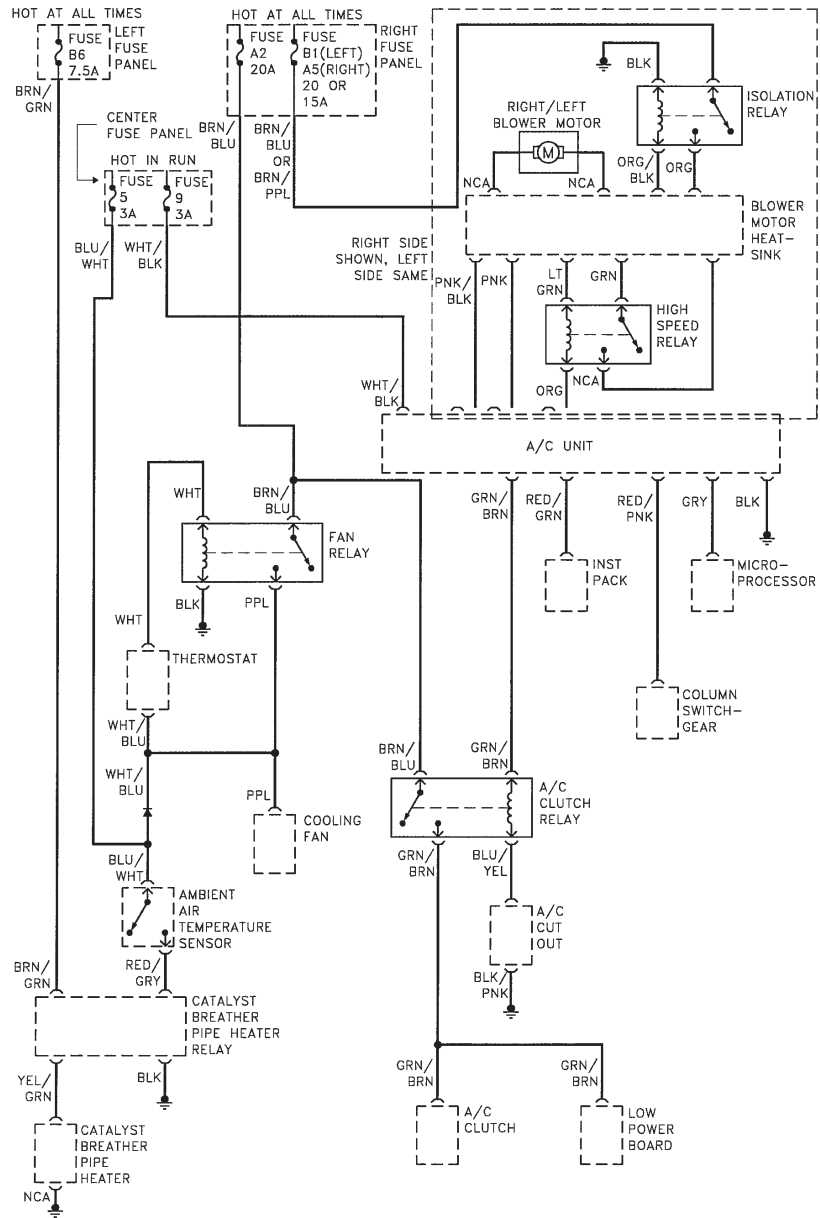 HOT AT ALL TIMES
FUSE
B6
7.5A
LEFT
FUSE
PANEL
HOT AT ALL TIMES
FUSE
A2
20A
FUSE
B1(LEFT)
A5(RIGHT)
20 OR
15A
RIGHT
FUSE
PANEL
BRN/
GRN
CENTER
FUSE PANEL
HOT IN RUN
FUSE
5
3A
FUSE
9
3A
BRN/
BLU
BRN/
BLU
OR
BRN/
PPL
BLU/
WHT
WHT/
BLK
BLK
ISOLATION
RELAY
RIGHT/LEFT
BLOWER MOTOR
M
NCA
NCA
ORG/
BLK
ORG
BLOWER
MOTOR
HEAT-
SINK
RIGHT SIDE
SHOWN, LEFT
SIDE SAME
PNK/
BLK
PNK
LT
GRN
GRN
HIGH
SPEED
RELAY
ORG
NCA
WHT/
BLK
A/C UNIT
WHT
BRN/
BLU
FAN
RELAY
BLK
PPL
GRN/
BRN
RED/
GRN
RED/
PNK
GRY
BLK
INST
PACK
MICRO-
PROCESSOR
WHT
THERMOSTAT
COLUMN
SWITCH-
GEAR
WHT/
BLU
WHT/
BLU
PPL
COOLING
FAN
BRN/
BLU
GRN/
BRN
A/C
CLUTCH
RELAY
BLU/
WHT
AMBIENT
AIR
TEMPERATURE
SENSOR
GRN/
BRN
BLU/
YEL
A/C
CUT
OUT
BRN/
GRN
RED/
GRY
BLK/
PNK
CATALYST
BREATHER
PIPE HEATER
RELAY
YEL/
GRN
BLK
GRN/
BRN
GRN/
BRN
CATALYST
BREATHER
PIPE
HEATER
NCA
A/C
CLUTCH
LOW
POWER
BOARD